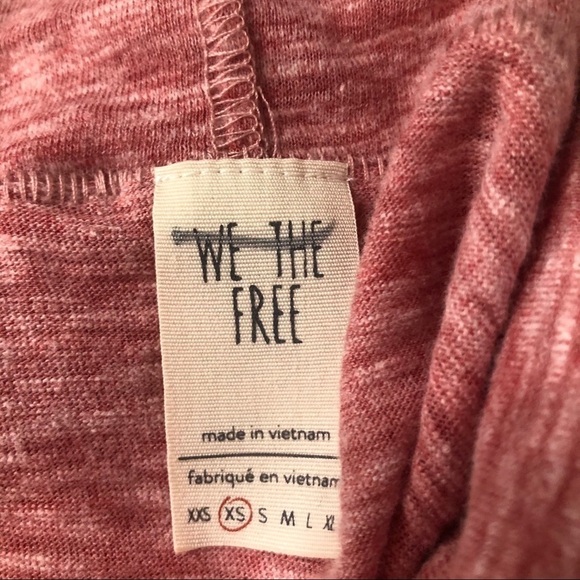 WE THE
FREE
made in vietnam
fabriqué en vietnam
XXS XS S M L XL